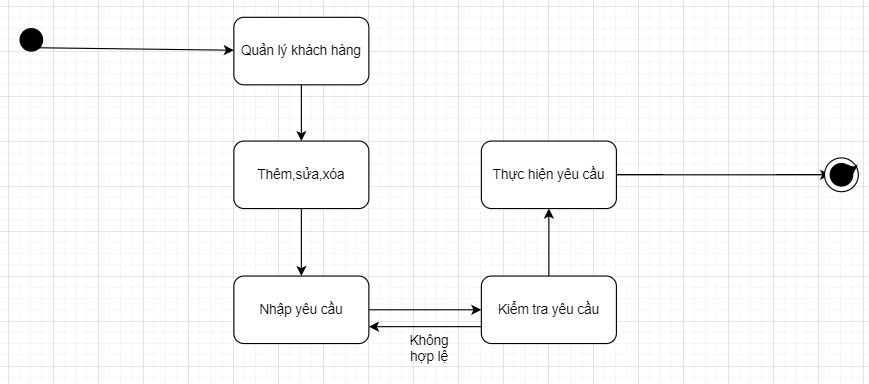 Quản lý khách hàng
Thêm,sửa,xóa
Thực hiện yêu cầu
Nhập yêu cầu
Kiểm tra yêu cầu
Không
hợp lệ